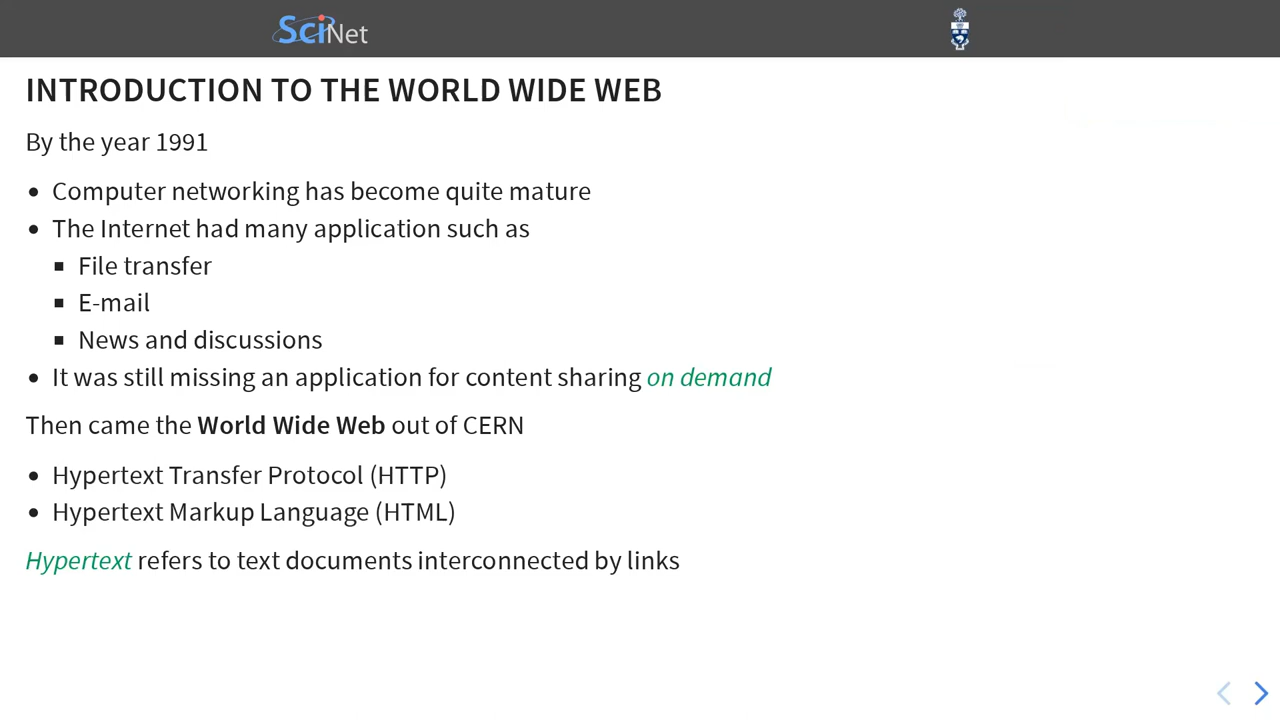 SciNet
INTRODUCTION TO THE WORLD WIDE WEB
By the year 1991
• Computer networking has become quite mature
• The Internet had many application such as
▪ File transfer
▪ E-mail
▪ News and discussions
• It was still missing an application for content sharing on demand
Then came the World Wide Web out of CERN
• Hypertext Transfer Protocol (HTTP)
• Hypertext Markup Language (HTML)
Hypertext refers to text documents interconnected by links